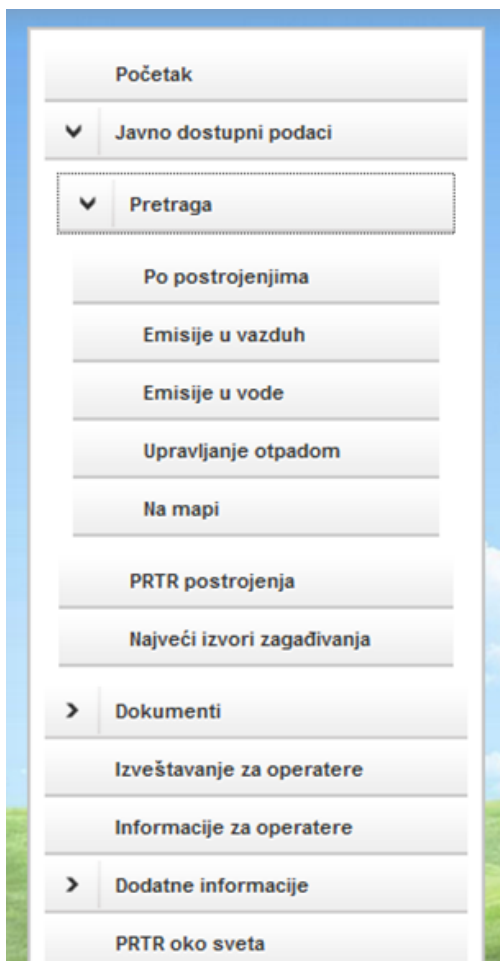 Početak
Javno dostupni podaci
Pretraga
Po postrojenjima
Emisije u vazduh
Emisije u vode
Upravljanje otpadom
Na mapi
PRTR postrojenja
Najveći izvori zagađivanja
Dokumenti
Izveštavanje za operatere
Informacije za operatere
Dodatne informacije
PRTR oko sveta